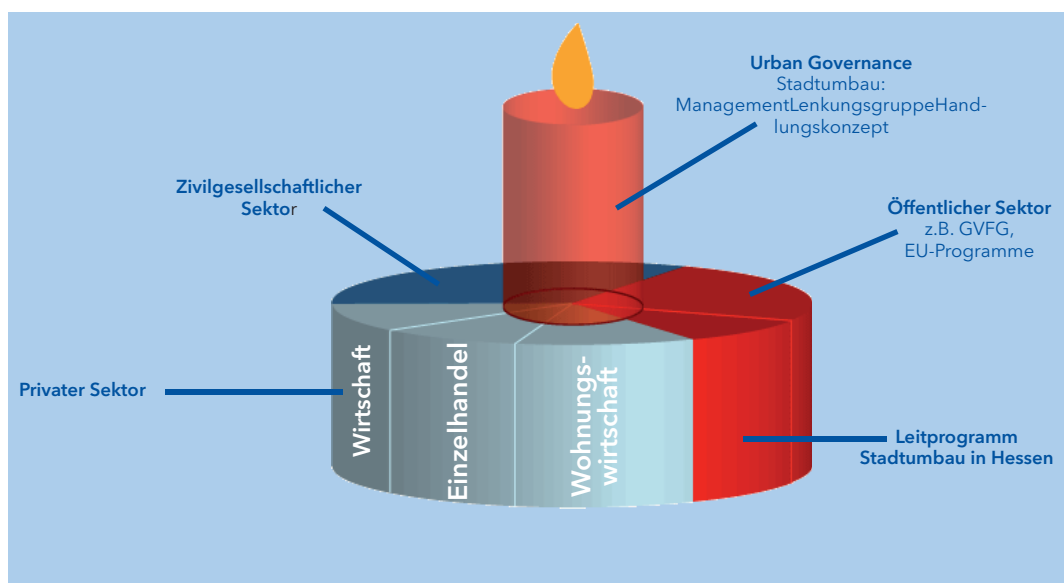 Urban Governance
Stadtumbau:
ManagementLenkungsgruppeHand-
lungskonzept
Zivilgesellschaftlicher
Sektor
Öffentlicher Sektor
z.B. GVFG,
EU-Programme
Privater Sektor
Wirtschaft
Einzelhandel
Wohnungs-
wirtschaft
Leitprogramm
Stadtumbau in Hessen